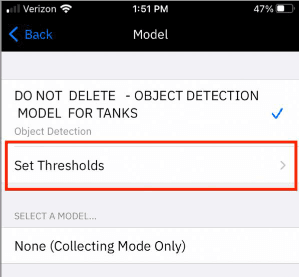 Verizon 1:51 PM 47%
Back Model
DO NOT DELETE - OBJECT DETECTION
MODEL FOR TANKS
Object Detection
Set Thresholds
SELECT A MODEL...
None (Collecting Mode Only)